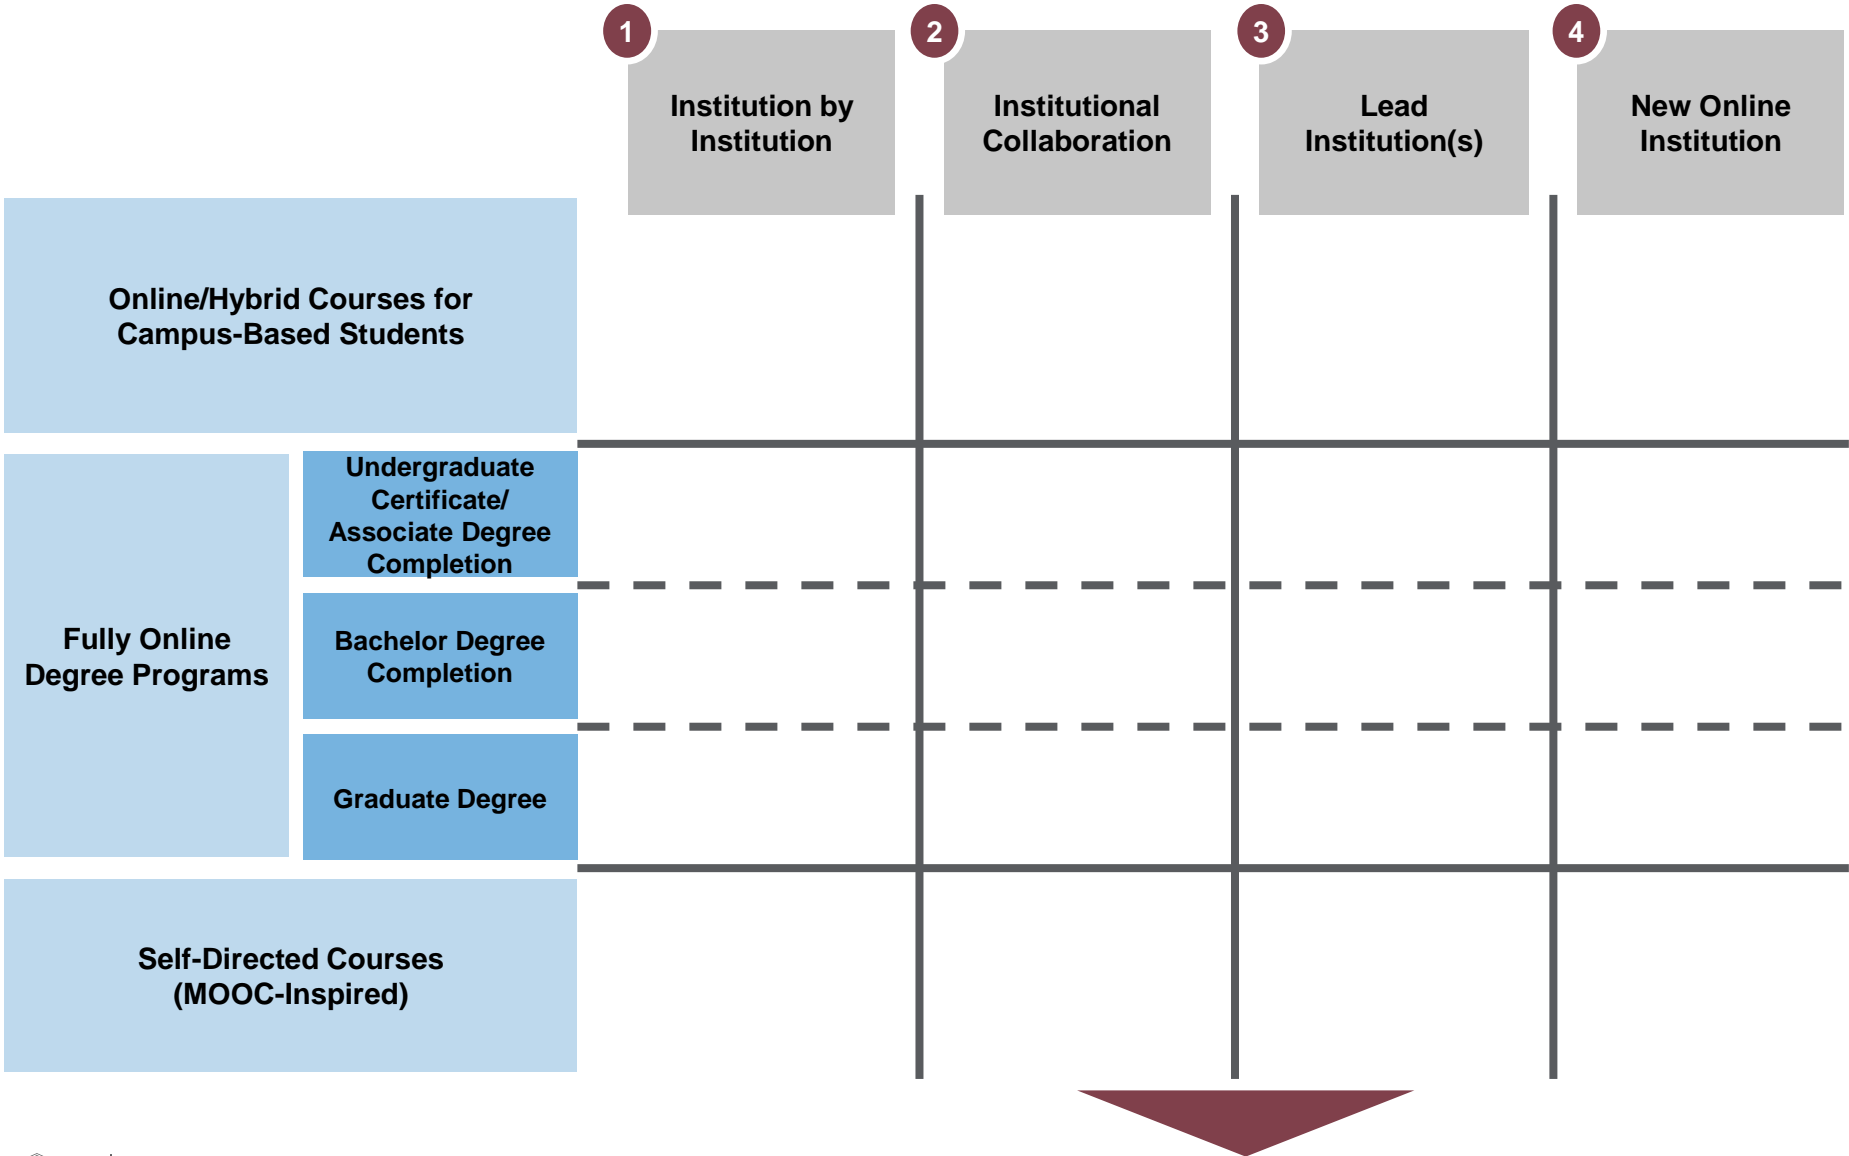 1
2
3
4
Institution by
Institution
Institutional
Collaboration
Lead
Institution(s)
New Online
Institution
Online/Hybrid Courses for
Campus-Based Students
Fully Online
Degree Programs
Undergraduate
Certificate/
Associate Degree
Completion
Bachelor Degree
Completion
Graduate Degree
Self-Directed Courses
(MOOC-Inspired)